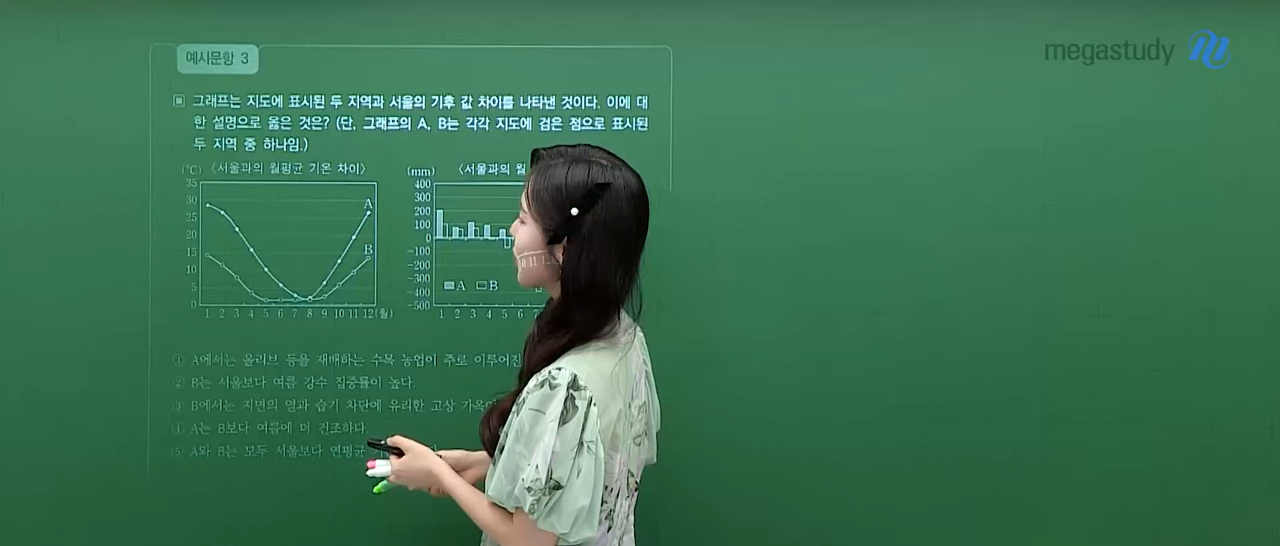 megastudy
예시문항 3
그래프는 지도에 표시된 두 지역과 서울의 기후 값 차이를 나타낸 것이다. 이에 대
한 설명으로 옳은 것은? (단, 그래프의 A, B는 각각 지도에 검은 점으로 표시된
두 지역 중 하나임.)
(℃) 〈서울과의 월평균 기온 차이〉
35
30
25
20
15
10
5
0
A
B
1 2 3 4 5 6 7 8 9 10 11 12(월)
(mm) 〈서울과의 월
400
300
200
100
0
-100
-200
-300
-400
-500
A B
10 11
1 2 3 4 5 6 7
① A에서는 올리브 등을 재배하는 수목 농업이 주로 이루어진
② B는 서울보다 여름 강수 집중률이 높다.
③ B에서는 지면의 열과 습기 차단에 유리한 고상 가옥이
④ A는 B보다 여름에 더 건조하다.
⑤ A와 B는 모두 서울보다 연평균